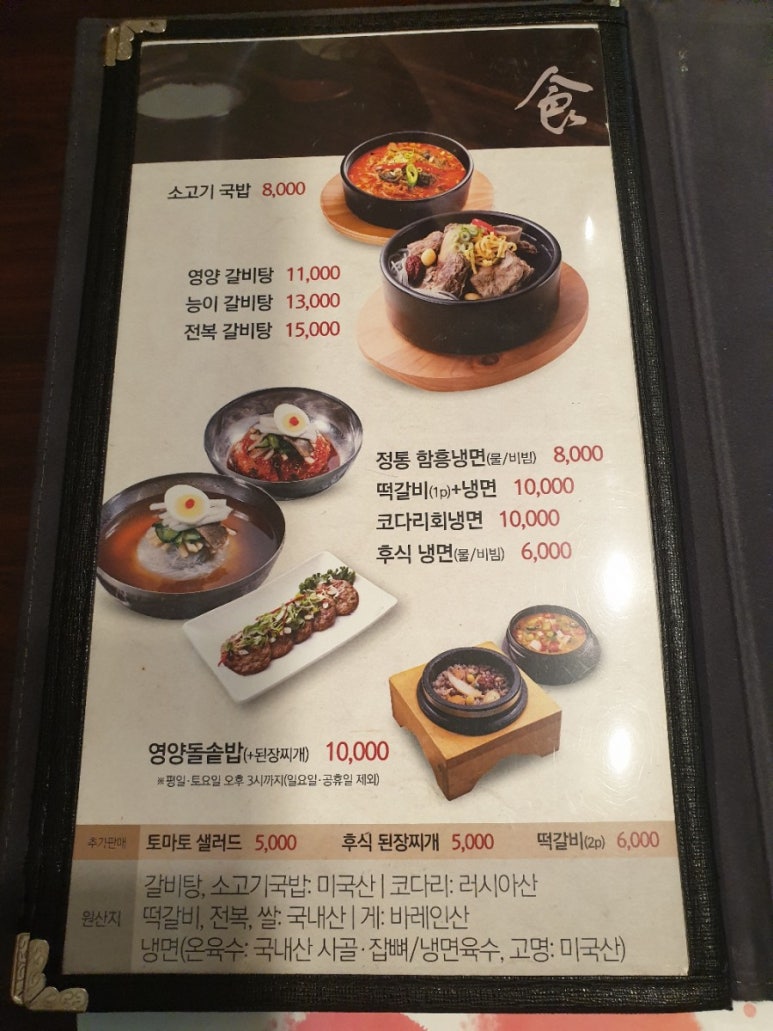 食
소고기 국밥 8,000
영양 갈비탕 11,000
능이 갈비탕 13,000
전복 갈비탕 15,000
정통 함흥냉면(물/비빔) 8,000
떡갈비(1p)+냉면 10,000
코다리회냉면 10,000
후식 냉면(물/비빔) 6,000
영양돌솥밥(+된장찌개) 10,000
※평일·토요일 오후 3시까지(일요일·공휴일 제외)
추가판매 토마토 샐러드 5,000 후식 된장찌개 5,000 떡갈비(2p) 6,000
원산지
갈비탕, 소고기국밥: 미국산 | 코다리: 러시아산
떡갈비, 전복, 쌀: 국내산 | 게: 바레인산
냉면(온육수: 국내산 사골·잡뼈/냉면육수, 고명: 미국산)